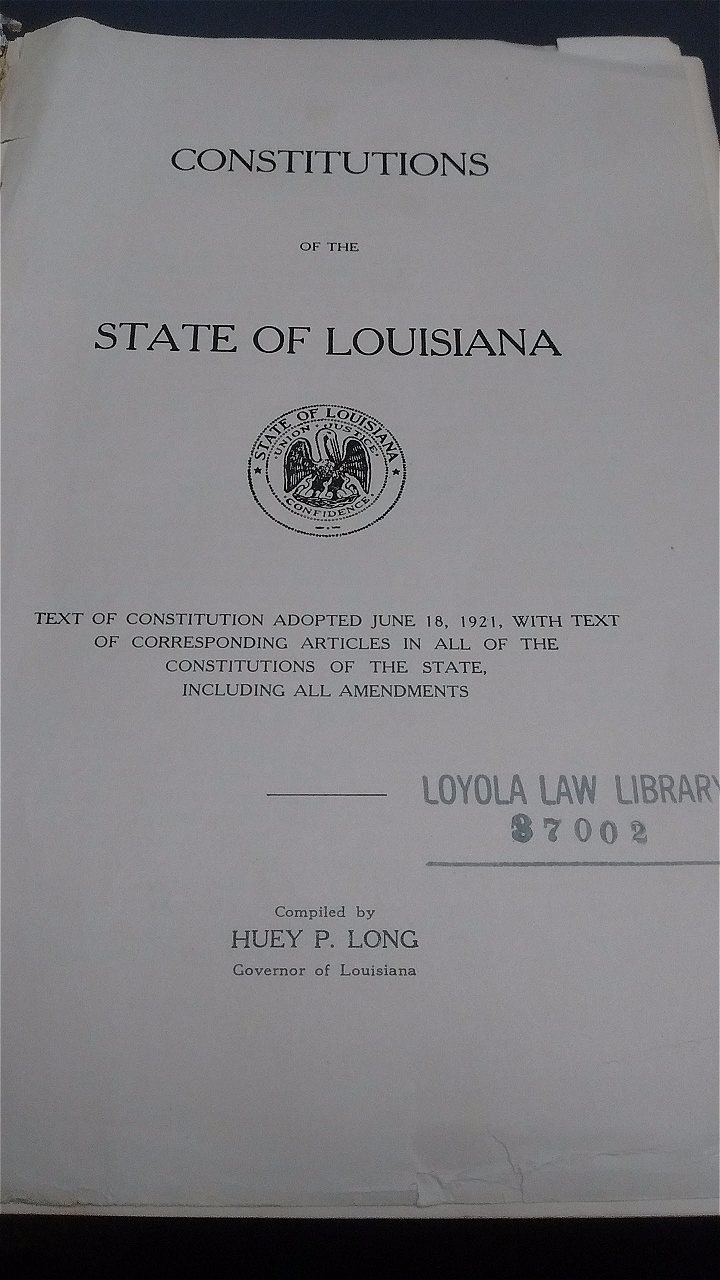 CONSTITUTIONS
OF THE
STATE OF LOUISIANA
STATE OF LOUISIANA
UNION · JUSTICE
CONFIDENCE
TEXT OF CONSTITUTION ADOPTED JUNE 18, 1921, WITH TEXT
OF CORRESPONDING ARTICLES IN ALL OF THE
CONSTITUTIONS OF THE STATE,
INCLUDING ALL AMENDMENTS
LOYOLA LAW LIBRARY
37002
Compiled by
HUEY P. LONG
Governor of Louisiana